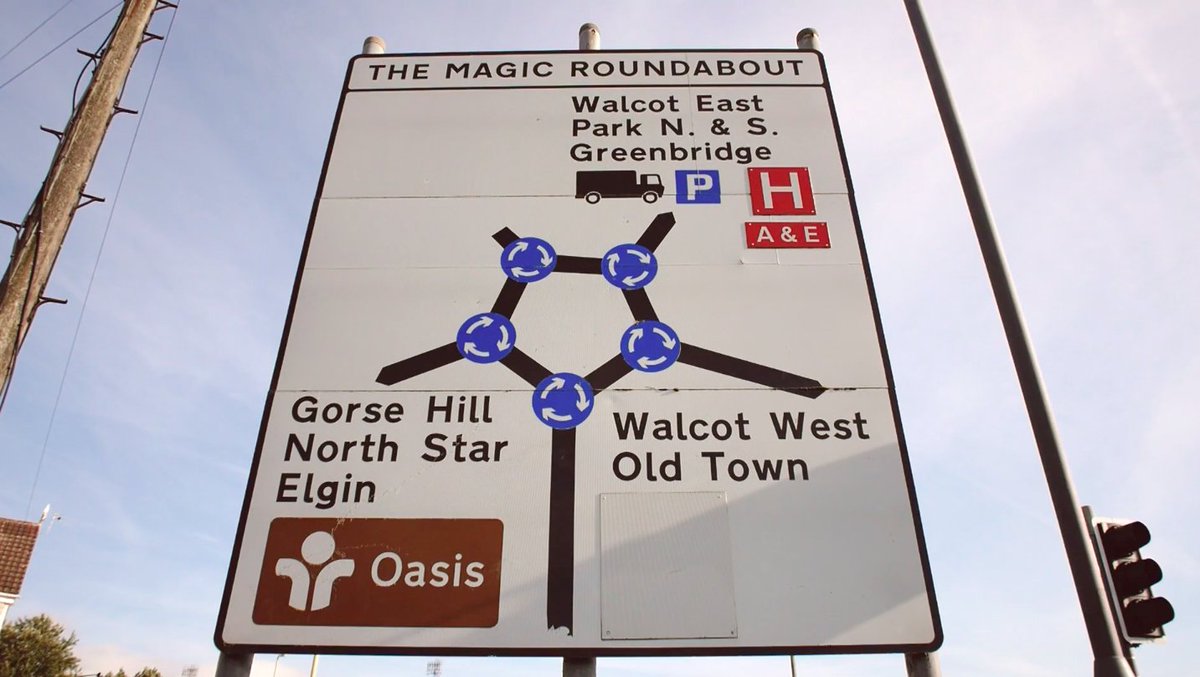 THE MAGIC ROUNDABOUT
Walcot East
Park N. & S.
Greenbridge
P
H
A & E
Gorse Hill
North Star
Elgin
Walcot West
Old Town
Oasis